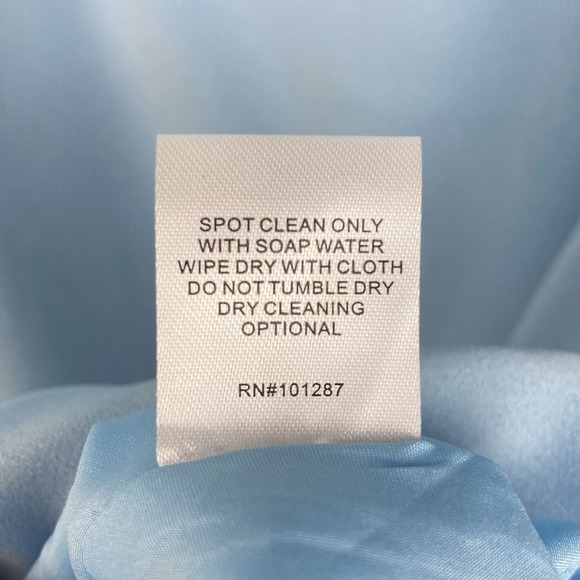 SPOT CLEAN ONLY
WITH SOAP WATER
WIPE DRY WITH CLOTH
DO NOT TUMBLE DRY
DRY CLEANING
OPTIONAL
RN#101287